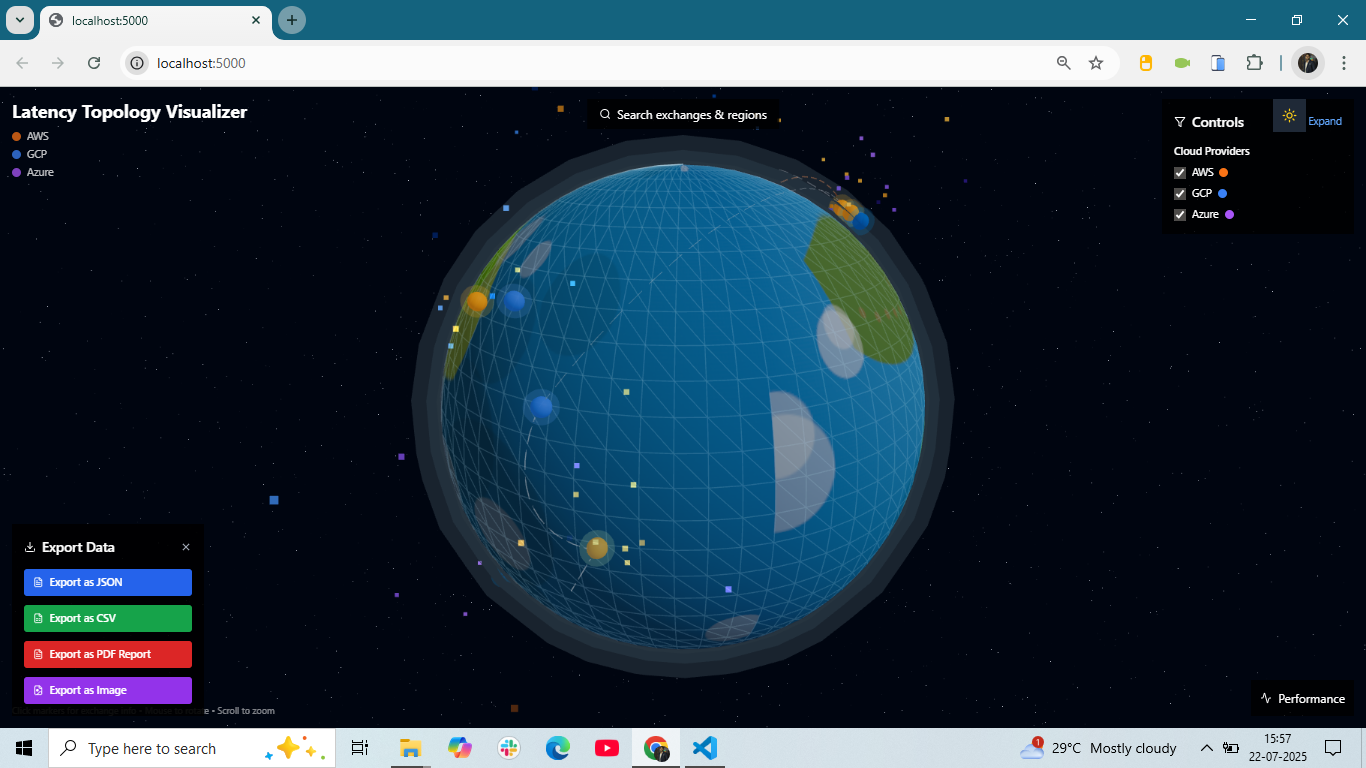 localhost:5000
localhost:5000
Latency Topology Visualizer
AWS
GCP
Azure
Search exchanges & regions
Controls
Expand
Cloud Providers
AWS
GCP
Azure
Export Data
Export as JSON
Export as CSV
Export as PDF Report
Export as Image
• Scroll to zoom
Performance
Type here to search
1
29°C Mostly cloudy
15:57
22-07-2025